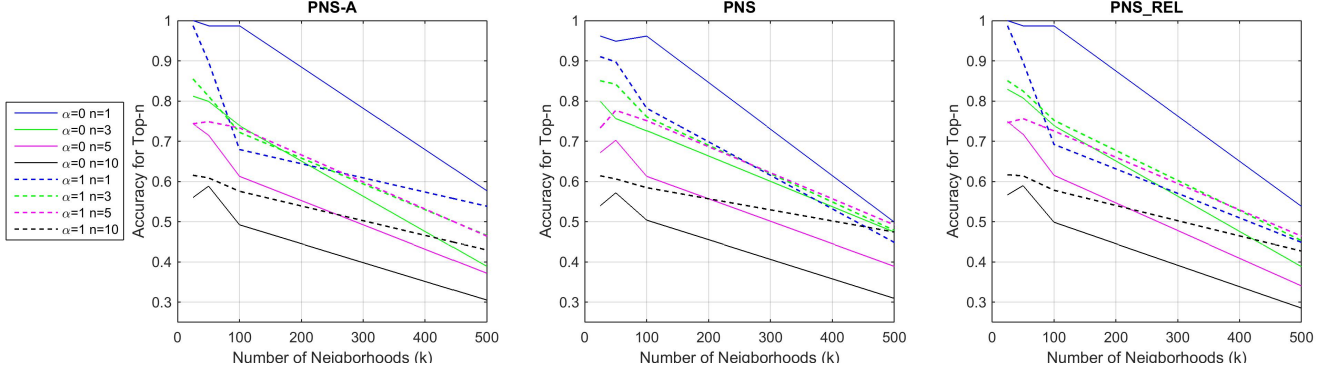 PNS-A
PNS
PNS_REL
α=0 n=1
α=0 n=3
α=0 n=5
α=0 n=10
α=1 n=1
α=1 n=3
α=1 n=5
α=1 n=10
Accuracy for Top-n
1
0.9
0.8
0.7
0.6
0.5
0.4
0.3
0 100 200 300 400 500
Number of Neigborhoods (k)
Accuracy for Top-n
1
0.9
0.8
0.7
0.6
0.5
0.4
0.3
0 100 200 300 400 500
Number of Neigborhoods (k)
Accuracy for Top-n
1
0.9
0.8
0.7
0.6
0.5
0.4
0.3
0 100 200 300 400 500
Number of Neigborhoods (k)